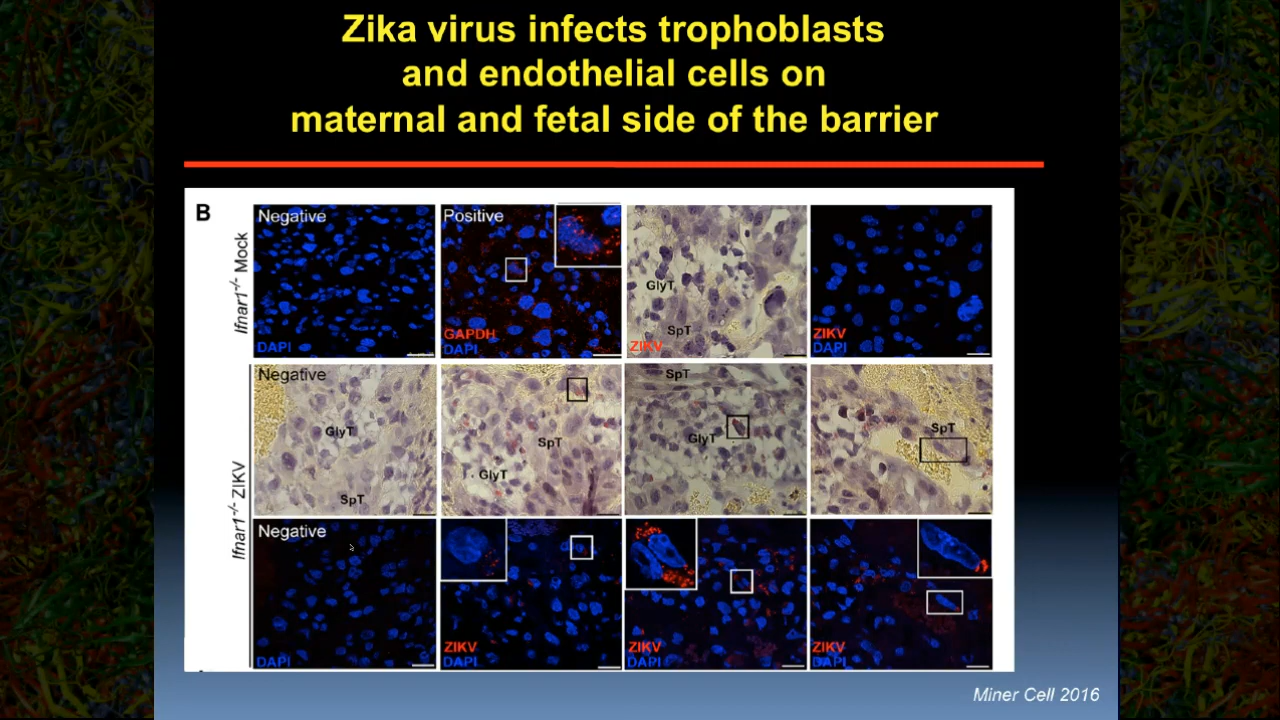 Zika virus infects trophoblasts
and endothelial cells on
maternal and fetal side of the barrier
B
Ifnar1-/- Mock
Negative
DAPI
Positive
GAPDH
DAPI
GlyT
SpT
ZIKV
ZIKV
DAPI
Ifnar1-/- ZIKV
Negative
GlyT
SpT
SpT
GlyT
SpT
GlyT
SpT
Negative
DAPI
ZIKV
DAPI
ZIKV
DAPI
ZIKV
DAPI
Miner Cell 2016